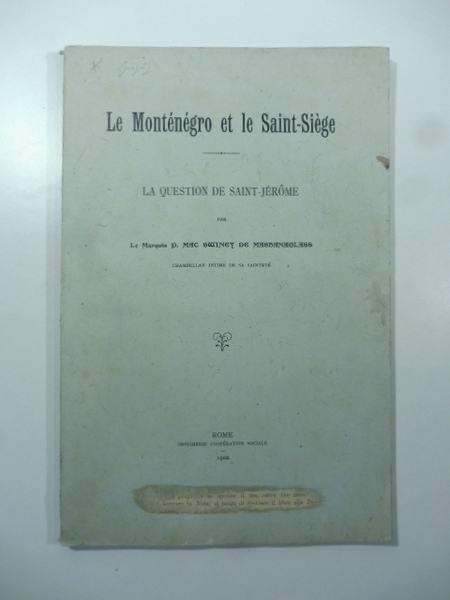 Le Monténégro et le Saint-Siège
LA QUESTION DE SAINT-JÉRÔME
PAR
Le Marquis P. MAC SWINEY DE MASHANAGLASS
CHAMBELLAN INTIME DE SA SAINTETÉ
ROME
IMPRIMERIE COOPÉRATIVE SOCIALE
1902